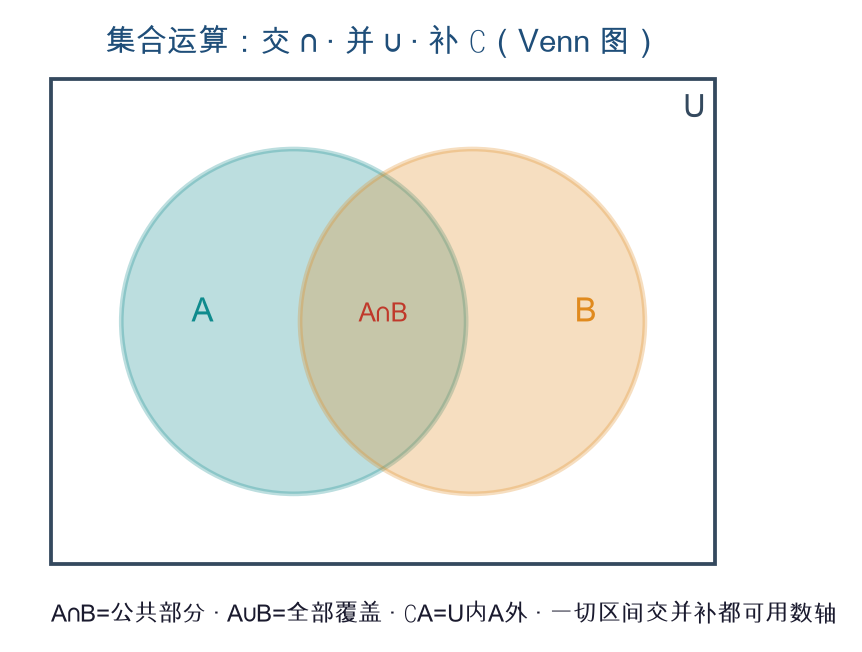 集合运算：交 ∩ · 并 ∪ · 补 ∁（Venn 图）
U
A
A∩B
B
A∩B=公共部分 · A∪B=全部覆盖 · ∁A=U内A外 · 一切区间交并补都可用数轴